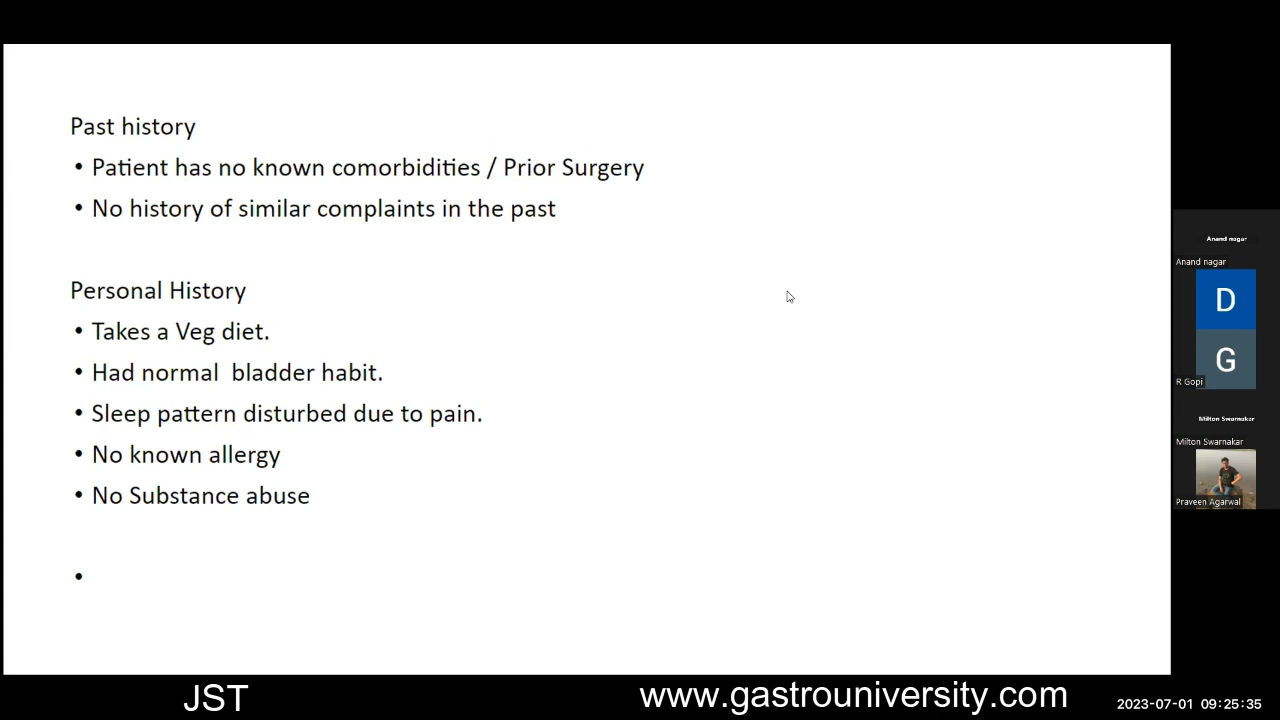 Past history
• Patient has no known comorbidities / Prior Surgery
• No history of similar complaints in the past
Personal History
• Takes a Veg diet.
• Had normal  bladder habit.
• Sleep pattern disturbed due to pain.
• No known allergy
• No Substance abuse
•
Anand nagar
Anand nagar
D
G
R Gopi
Milton Swarnakar
Milton Swarnakar
Praveen Agarwal
JST
www.gastrouniversity.com
2023-07-01 09:25:35